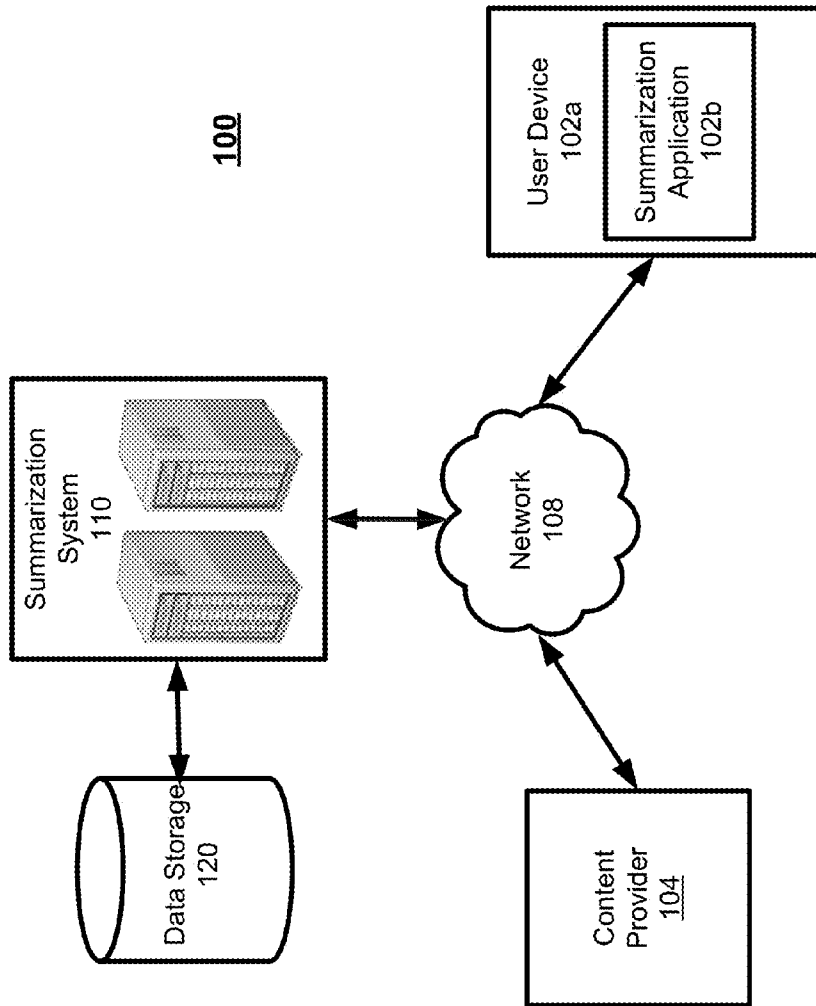 100
Summarization
System
110
Data Storage
120
Network
108
Content
Provider
104
User Device
102a
Summarization
Application
102b